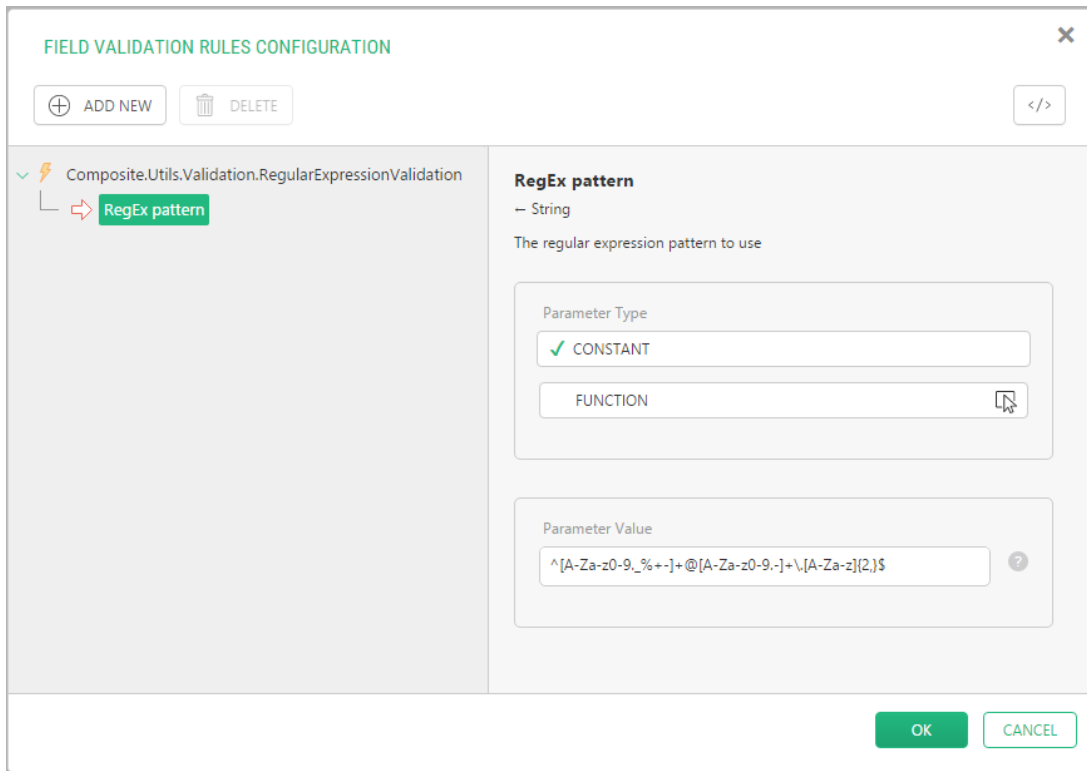 FIELD VALIDATION RULES CONFIGURATION
ADD NEW
DELETE
</>
Composite.Utils.Validation.RegularExpressionValidation
RegEx pattern
RegEx pattern
← String
The regular expression pattern to use
Parameter Type
CONSTANT
FUNCTION
Parameter Value
^[A-Za-z0-9._%+-]+@[A-Za-z0-9.-]+\.[A-Za-z]{2,}$
?
OK
CANCEL